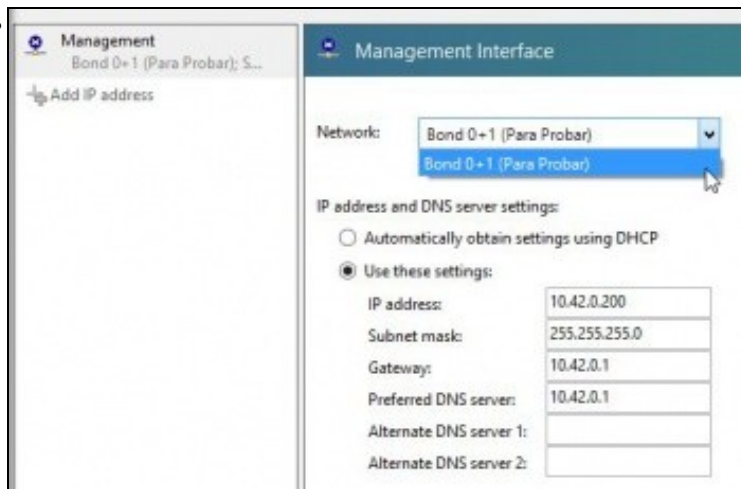 Management
Bond 0+1 (Para Probar); S...
Add IP address
Management Interface
Network:
Bond 0+1 (Para Probar)
Bond 0+1 (Para Probar)
IP address and DNS server settings:
Automatically obtain settings using DHCP
Use these settings:
IP address: 10.42.0.200
Subnet mask: 255.255.255.0
Gateway: 10.42.0.1
Preferred DNS server: 10.42.0.1
Alternate DNS server 1:
Alternate DNS server 2: